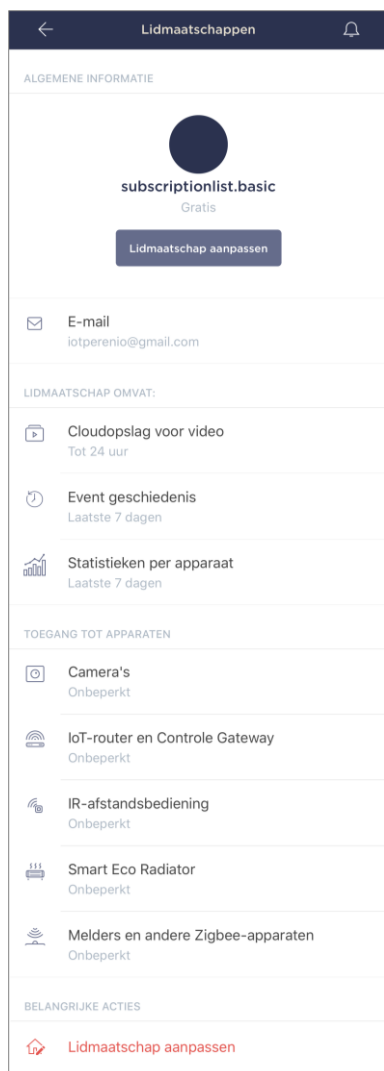 Lidmaatschappen
ALGEMENE INFORMATIE
subscriptionlist.basic
Gratis
Lidmaatschap aanpassen
E-mail
iotperenio@gmail.com
LIDMAATSCHAP OMVAT:
Cloudopslag voor video
Tot 24 uur
Event geschiedenis
Laatste 7 dagen
Statistieken per apparaat
Laatste 7 dagen
TOEGANG TOT APPARATEN
Camera's
Onbeperkt
IoT-router en Controle Gateway
Onbeperkt
IR-afstandsbediening
Onbeperkt
Smart Eco Radiator
Onbeperkt
Melders en andere Zigbee-apparaten
Onbeperkt
BELANGRIJKE ACTIES
Lidmaatschap aanpassen